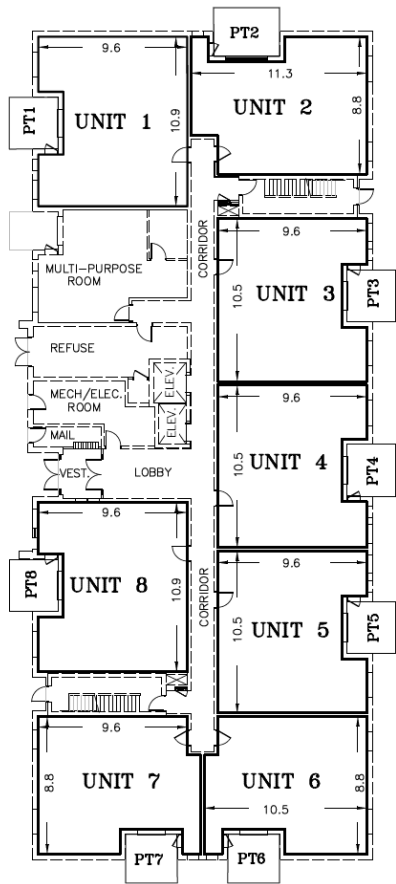 PT2
9.6
11.3
PT1
UNIT 1
10.9
UNIT 2
8.8
CORRIDOR
9.6
MULTI-PURPOSE
ROOM
10.5
UNIT 3
PT3
REFUSE
ELEV.
MECH/ELEC.
ROOM
9.6
ELEV.
MAIL
UNIT 4
10.5
PT4
VEST.
LOBBY
9.6
9.6
PT8
UNIT 8
10.9
CORRIDOR
10.5
UNIT 5
PT5
9.6
UNIT 7
8.8
UNIT 6
8.8
10.5
PT7
PT6